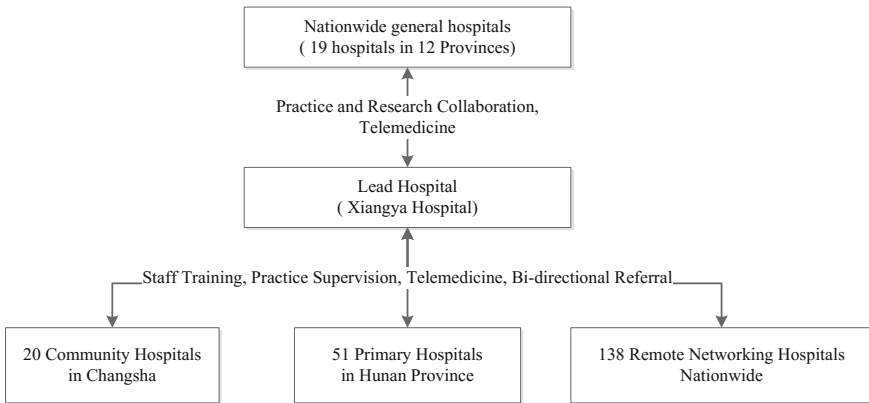 Nationwide general hospitals
( 19 hospitals in 12 Provinces)
Practice and Research Collaboration,
Telemedicine
Lead Hospital
( Xiangya Hospital)
Staff Training, Practice Supervision, Telemedicine, Bi-directional Referral
20 Community Hospitals
in Changsha
51 Primary Hospitals
in Hunan Province
138 Remote Networking Hospitals
Nationwide